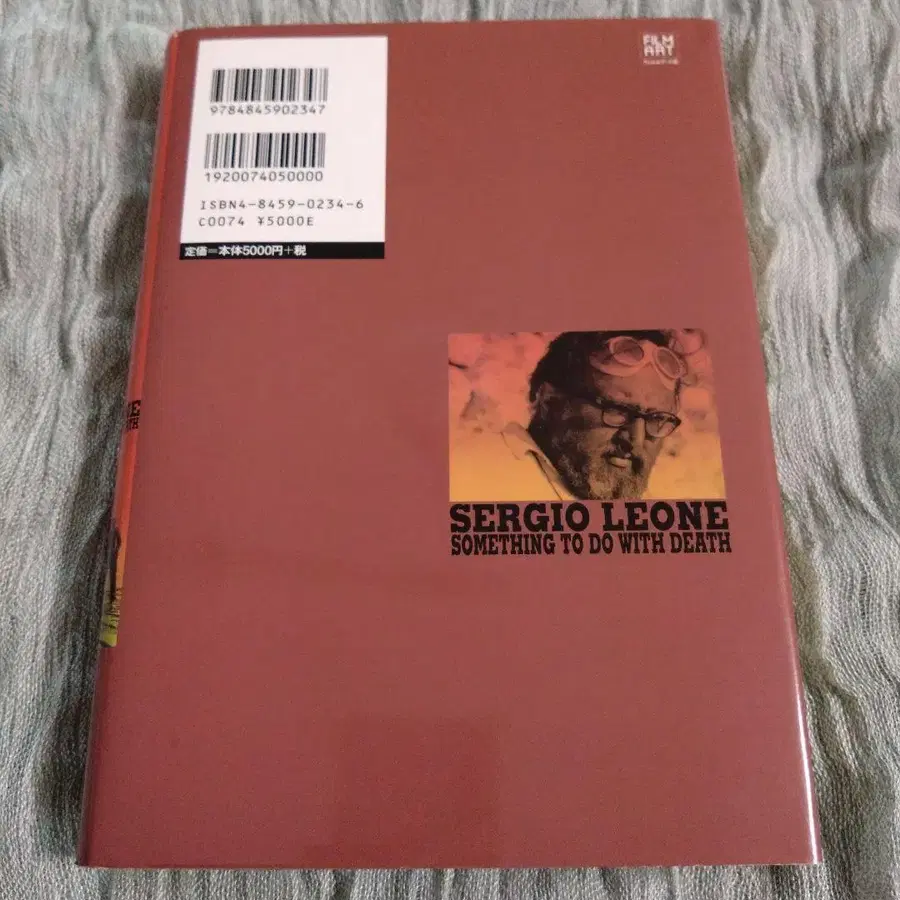 9784845902347
1920074050000
ISBN4-8459-0234-6
C0074 ¥5000E
定価=本体5000円+税
FILM
ART
SERGIO LEONE
SOMETHING TO DO WITH DEATH